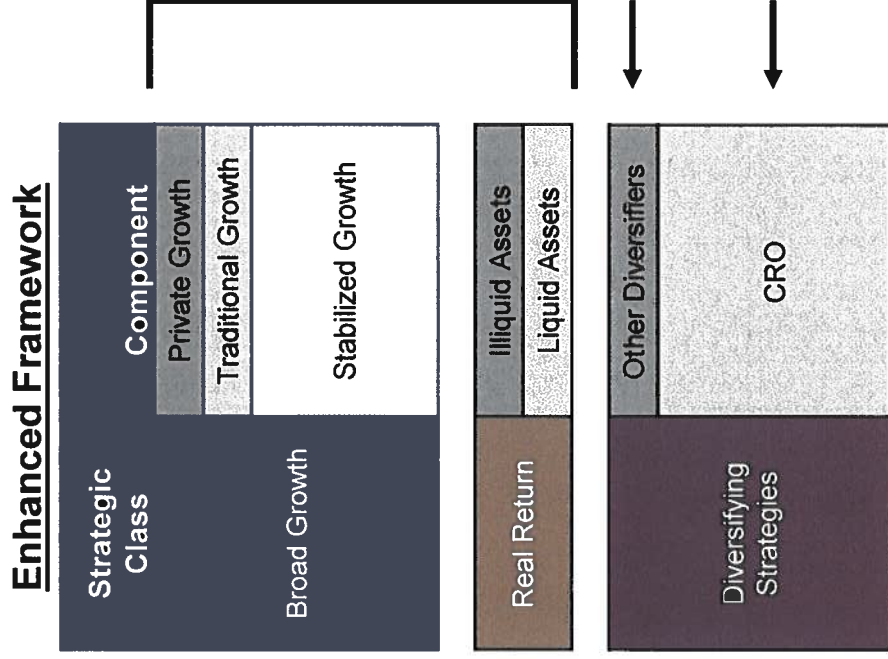 Enhanced Framework
Strategic
Class
Component
Broad Growth
Private Growth
Traditional Growth
Stabilized Growth
Real Return
Illiquid Assets
Liquid Assets
Diversifying
Strategies
Other Diversifiers
CRO